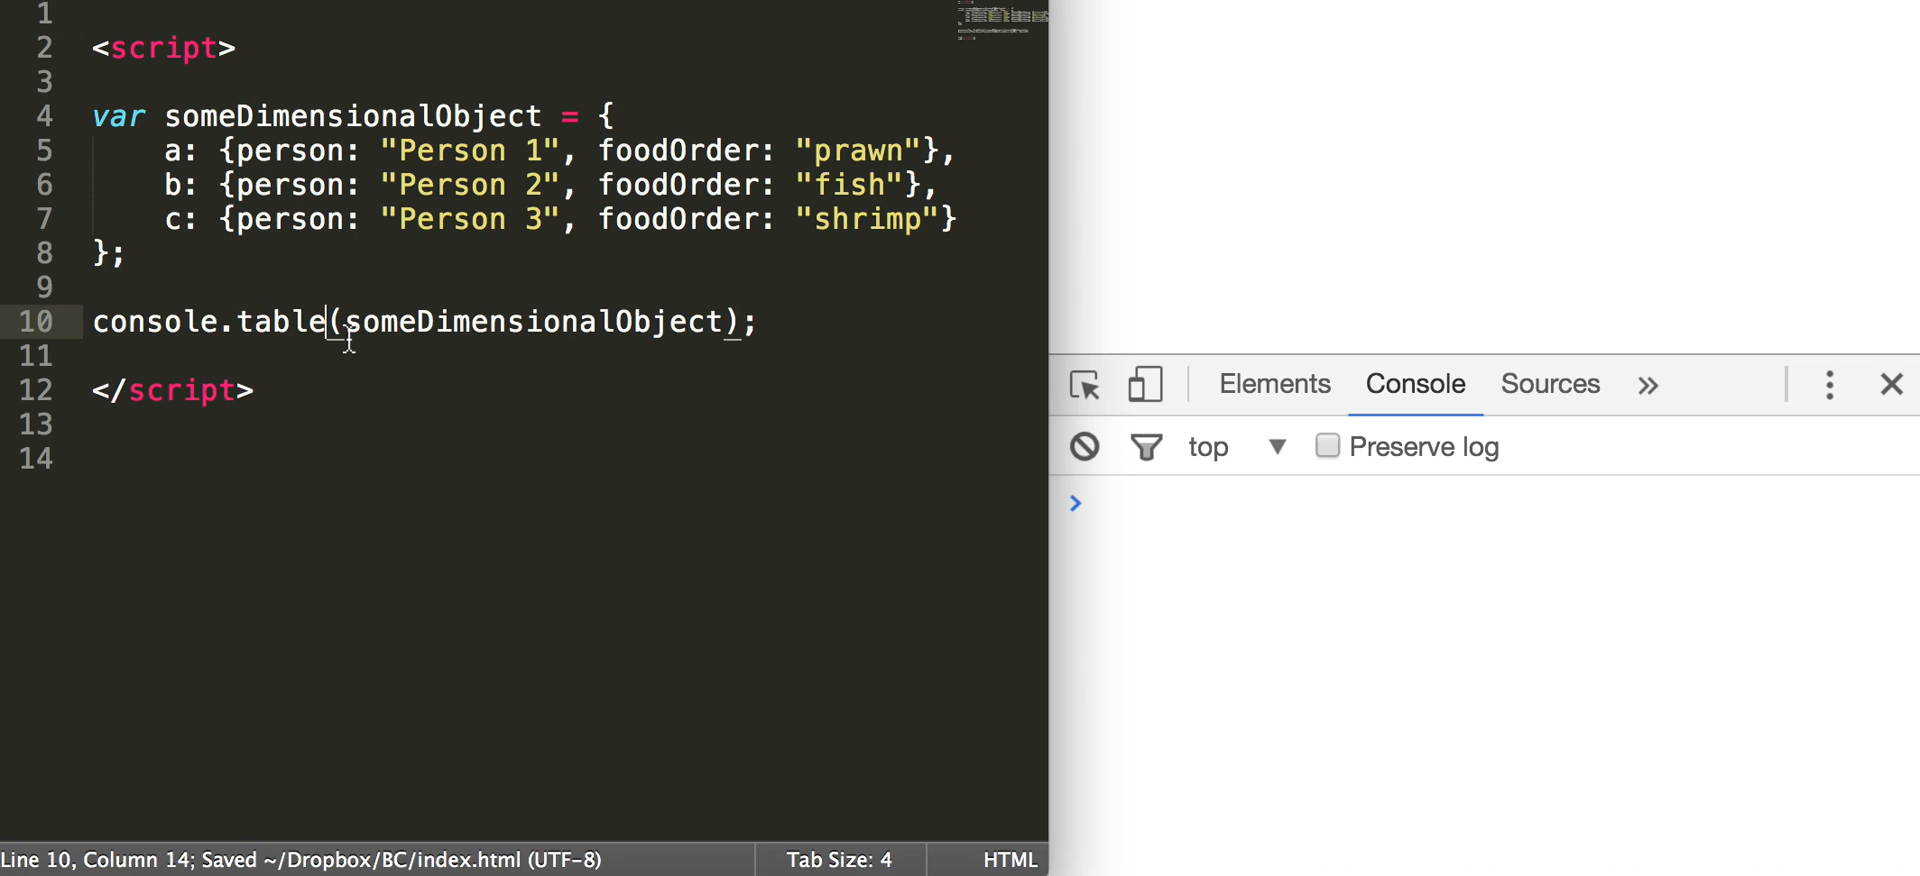 1
2 <script>
3
4 var someDimensionalObject = {
5 a: {person: "Person 1", foodOrder: "prawn"},
6 b: {person: "Person 2", foodOrder: "fish"},
7 c: {person: "Person 3", foodOrder: "shrimp"}
8 };
9
10 console.table(someDimensionalObject);
11
12 </script>
13
14
Line 10, Column 14; Saved ~/Dropbox/BC/index.html (UTF-8) Tab Size: 4 HTML
Elements Console Sources »
top ▼ Preserve log
>